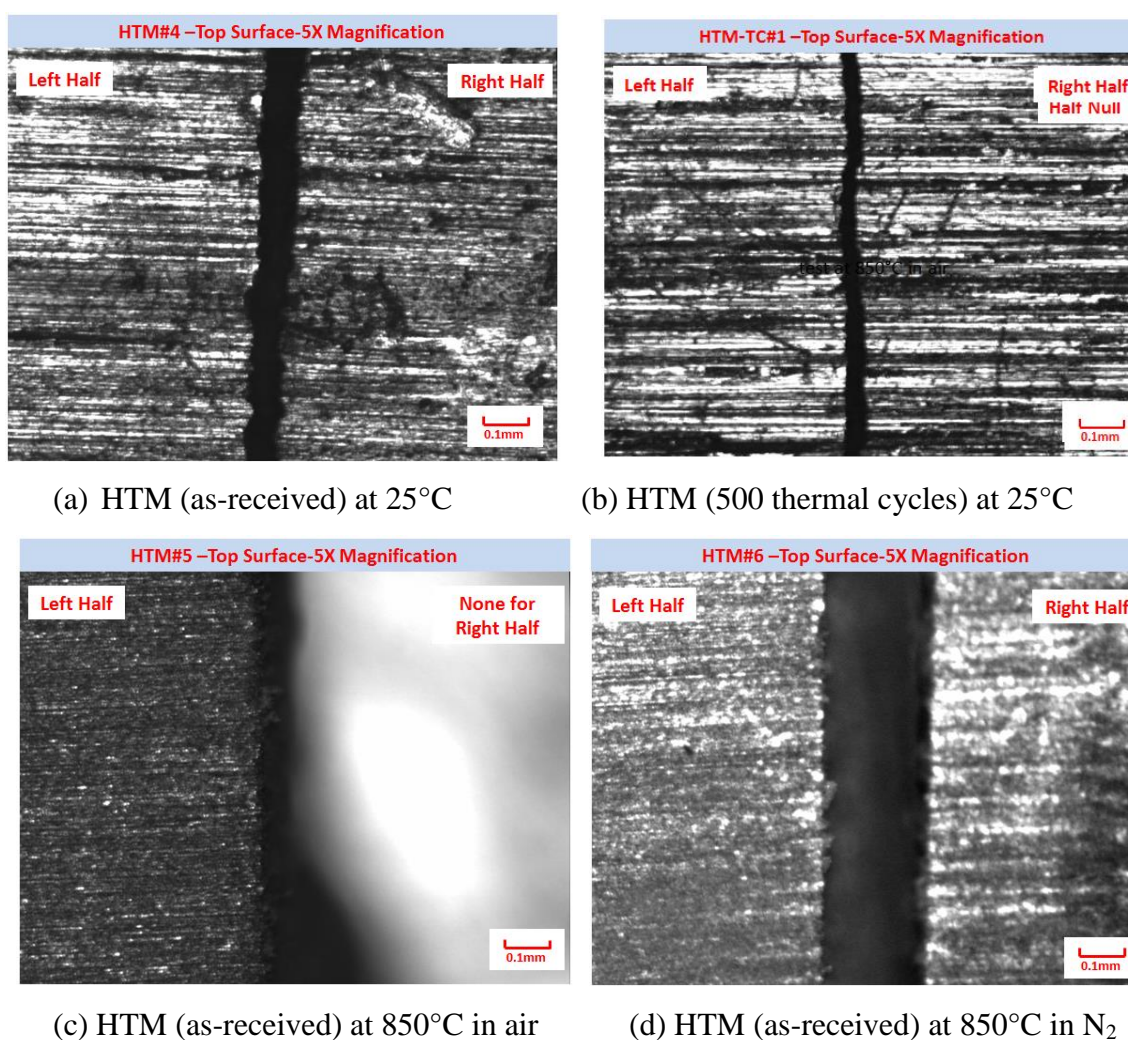 HTM#4 –Top Surface-5X Magnification
Left Half
Right Half
0.1mm
HTM-TC#1 –Top Surface-5X Magnification
Left Half
Right Half
Half Null
test at 850°C in air
0.1mm
(a) HTM (as-received) at 25°C
(b) HTM (500 thermal cycles) at 25°C
HTM#5 –Top Surface-5X Magnification
Left Half
None for
Right Half
0.1mm
HTM#6 –Top Surface-5X Magnification
Left Half
Right Half
0.1mm
(c) HTM (as-received) at 850°C in air
(d) HTM (as-received) at 850°C in N₂